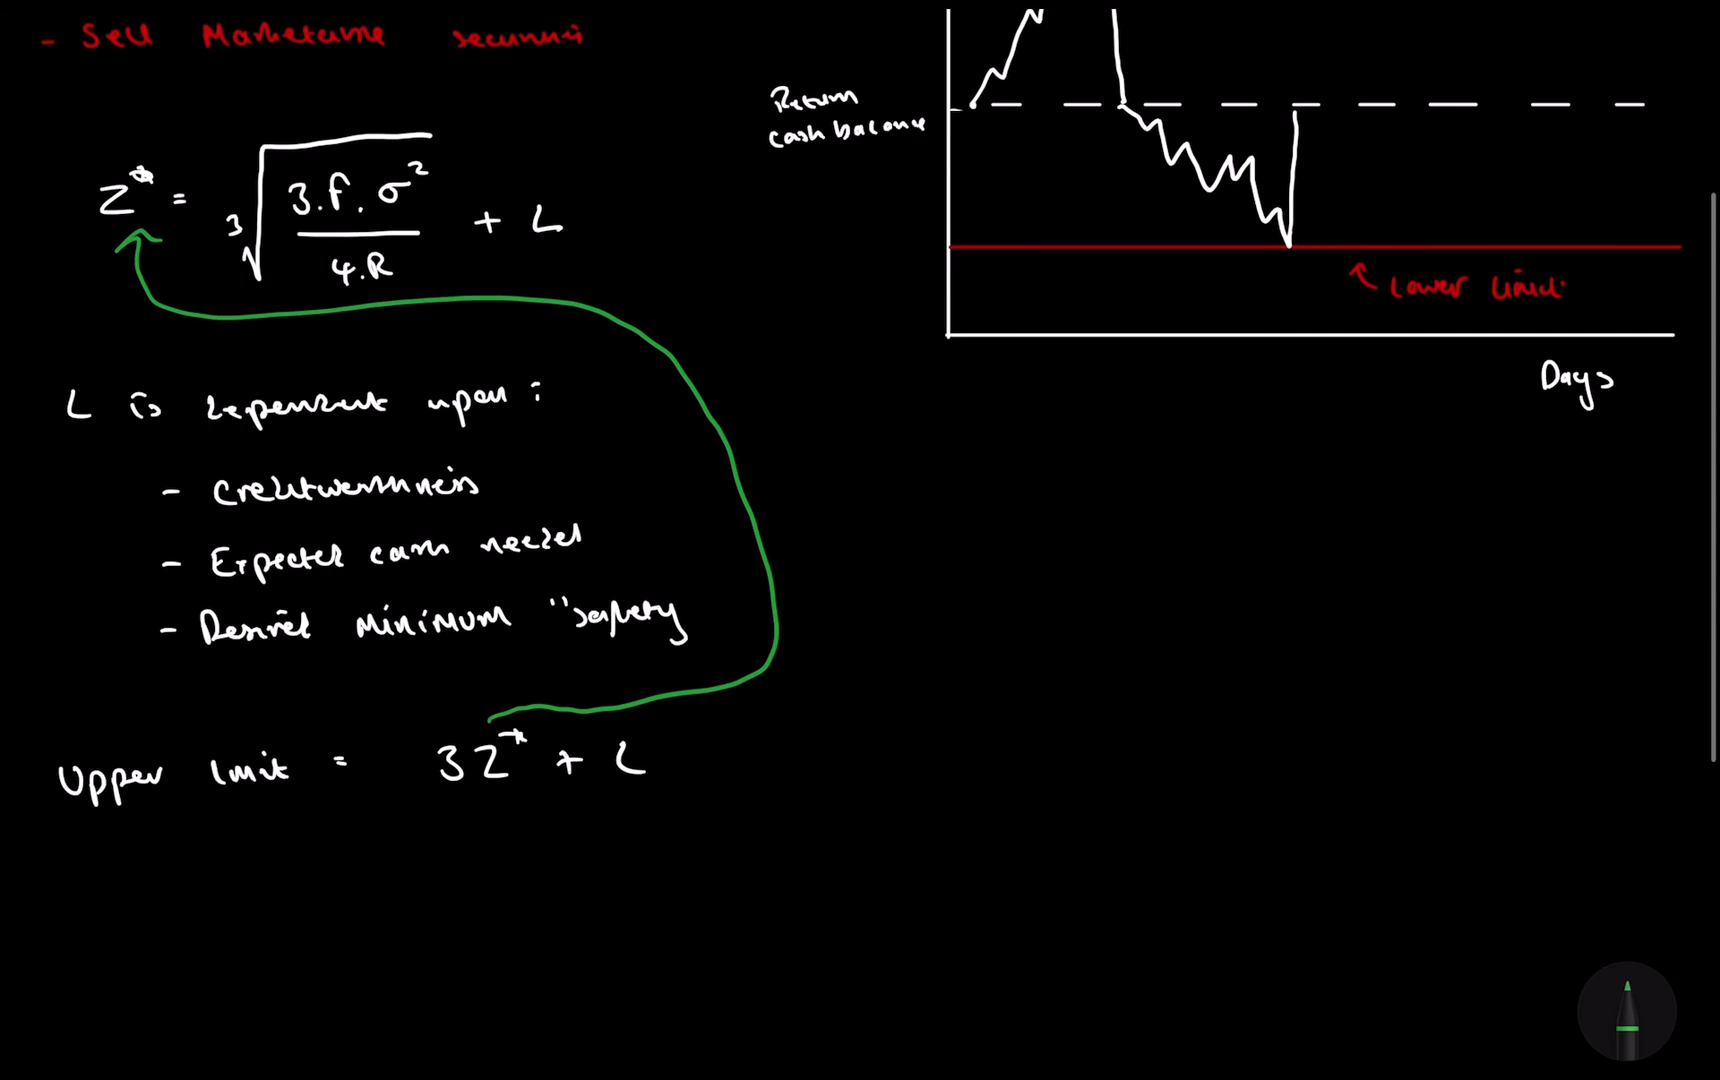 - Sell Marketable securities
Return
cash balance
Z* = ∛(3.F.σ² / 4.R) + L
Lower limit
Days
L is dependent upon:
- Creditworthiness
- Expected cash needed
- Desired minimum "safety
Upper limit = 3Z* + L